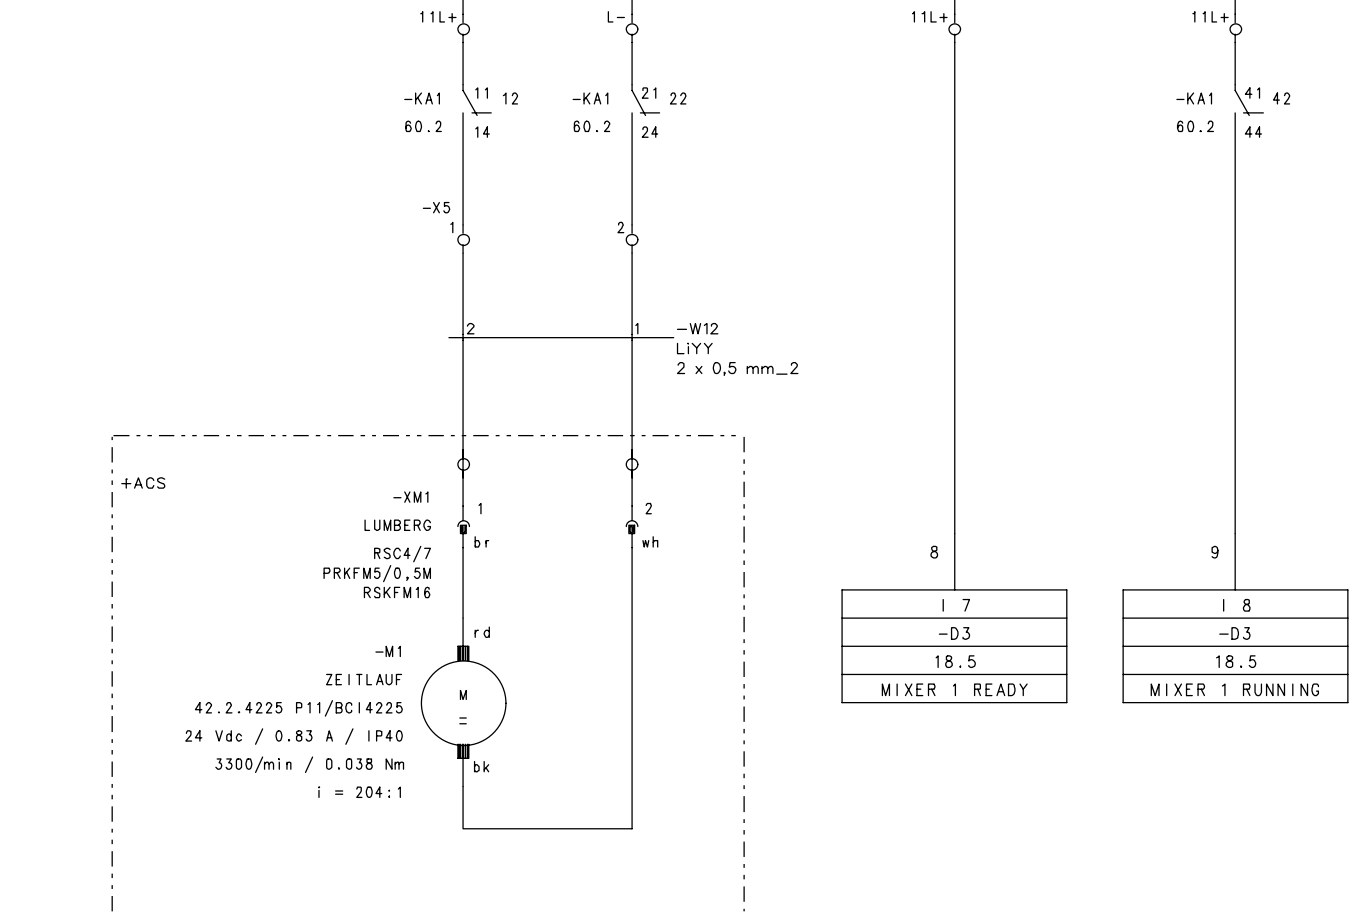 11L+ L- 11L+ 11L+
-KA1 11 12 -KA1 21 22 -KA1 41 42
60.2 14 60.2 24 60.2 44
-X5
1 2
2 1 -W12
LiYY
2 x 0,5 mm_2
+ACS
-XM1
1 2
LUMBERG
br wh
RSC4/7
PRKFM5/0,5M
RSKFM16
8 9
I 7 I 8
-D3 -D3
18.5 18.5
MIXER 1 READY MIXER 1 RUNNING
rd
-M1
ZEITLAUF
M
42.2.4225 P11/BCI4225
=
24 Vdc / 0.83 A / IP40
3300/min / 0.038 Nm
bk
i = 204:1